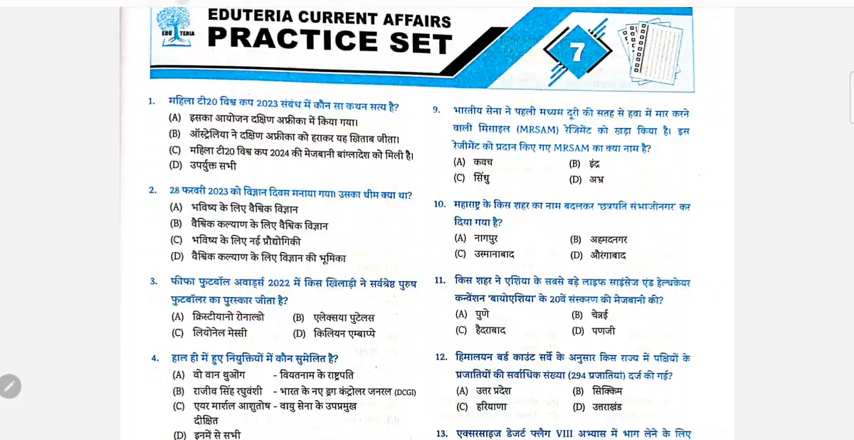 EDUTERIA CURRENT AFFAIRS
EDU TERIA
PRACTICE SET
7
1. महिला टी20 विश्व कप 2023 संबंध में कौन सा कथन सत्य है?
(A) इसका आयोजन दक्षिण अफ्रीका में किया गया।
(B) ऑस्ट्रेलिया ने दक्षिण अफ्रीका को हराकर यह खिताब जीता।
(C) महिला टी20 विश्व कप 2024 की मेजबानी बांग्लादेश को मिली है।
(D) उपर्युक्त सभी
2. 28 फरवरी 2023 को विज्ञान दिवस मनाया गया। उसका थीम क्या था?
(A) भविष्य के लिए वैश्विक विज्ञान
(B) वैश्विक कल्याण के लिए वैश्विक विज्ञान
(C) भविष्य के लिए नई प्रौद्योगिकी
(D) वैश्विक कल्याण के लिए विज्ञान की भूमिका
3. फीफा फुटबॉल अवार्ड्स 2022 में किस खिलाड़ी ने सर्वश्रेष्ठ पुरुष
फुटबॉलर का पुरस्कार जीता है?
(A) क्रिस्टीयानो रोनाल्डो (B) एलेक्सया पुटेलस
(C) लियोनेल मेस्सी (D) किलियन एम्बाप्पे
4. हाल ही में हुए नियुक्तियों में कौन सुमेलित है?
(A) वो वान थुओंग - वियतनाम के राष्ट्रपति
(B) राजीव सिंह रघुवंशी - भारत के नए ड्रग कंट्रोलर जनरल (DCGI)
(C) एयर मार्शल आशुतोष - वायु सेना के उपप्रमुख
दीक्षित
(D) इनमें से सभी
9. भारतीय सेना ने पहली मध्यम दूरी की सतह से हवा में मार करने
वाली मिसाइल (MRSAM) रेजिमेंट को खड़ा किया है। इस
रेजीमेंट को प्रदान किए गए MRSAM का क्या नाम है?
(A) कवच (B) इंद्र
(C) सिंधु (D) अभ्र
10. महाराष्ट्र के किस शहर का नाम बदलकर 'छत्रपति संभाजीनगर' कर
दिया गया है?
(A) नागपुर (B) अहमदनगर
(C) उस्मानाबाद (D) औरंगाबाद
11. किस शहर ने एशिया के सबसे बड़े लाइफ साइंसेज एंड हेल्थकेयर
कन्वेंशन 'बायोएशिया' के 20वें संस्करण की मेजबानी की?
(A) पुणे (B) चेन्नई
(C) हैदराबाद (D) पणजी
12. हिमालयन बर्ड काउंट सर्वे के अनुसार किस राज्य में पक्षियों के
प्रजातियों की सर्वाधिक संख्या (294 प्रजातियां) दर्ज की गई?
(A) उत्तर प्रदेश (B) सिक्किम
(C) हरियाणा (D) उत्तराखंड
13. एक्सरसाइज डेजर्ट फ्लैग VIII अभ्यास में भाग लेने के लिए